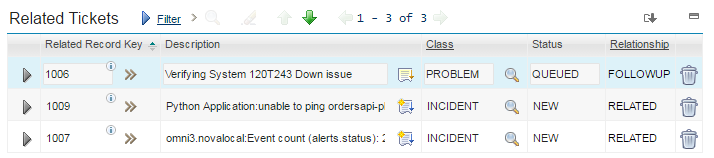 Related Tickets Filter 1 - 3 of 3
Related Record Key Description Class Status Relationship
1006 Verifying System 120T243 Down issue PROBLEM QUEUED FOLLOWUP
1009 Python Application:unable to ping ordersapi-pl INCIDENT NEW RELATED
1007 omni3.novalocal:Event count (alerts.status): 2 INCIDENT NEW RELATED